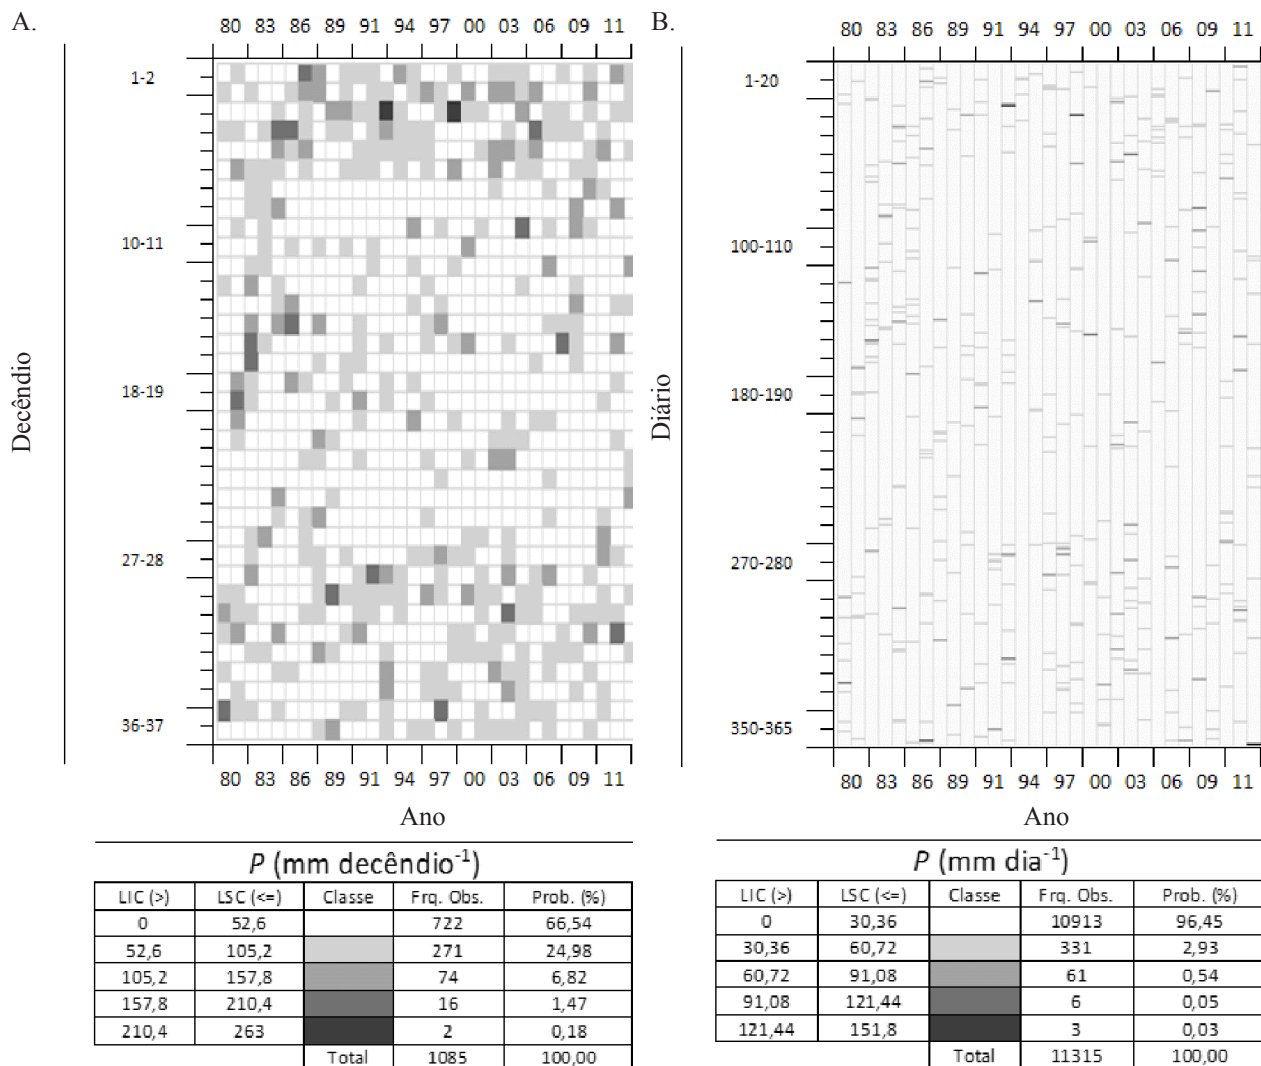 A.
80 83 86 89 91 94 97 00 03 06 09 11
Decêndio
1-2
10-11
18-19
27-28
36-37
80 83 86 89 91 94 97 00 03 06 09 11
Ano
P (mm decêndio-1)
LIC (>) LSC (<=) Classe Frq. Obs. Prob. (%)
0 52,6 722 66,54
52,6 105,2 271 24,98
105,2 157,8 74 6,82
157,8 210,4 16 1,47
210,4 263 2 0,18
Total 1085 100,00
B.
80 83 86 89 91 94 97 00 03 06 09 11
Diário
1-20
100-110
180-190
270-280
350-365
80 83 86 89 91 94 97 00 03 06 09 11
Ano
P (mm dia-1)
LIC (>) LSC (<=) Classe Frq. Obs. Prob. (%)
0 30,36 10913 96,45
30,36 60,72 331 2,93
60,72 91,08 61 0,54
91,08 121,44 6 0,05
121,44 151,8 3 0,03
Total 11315 100,00